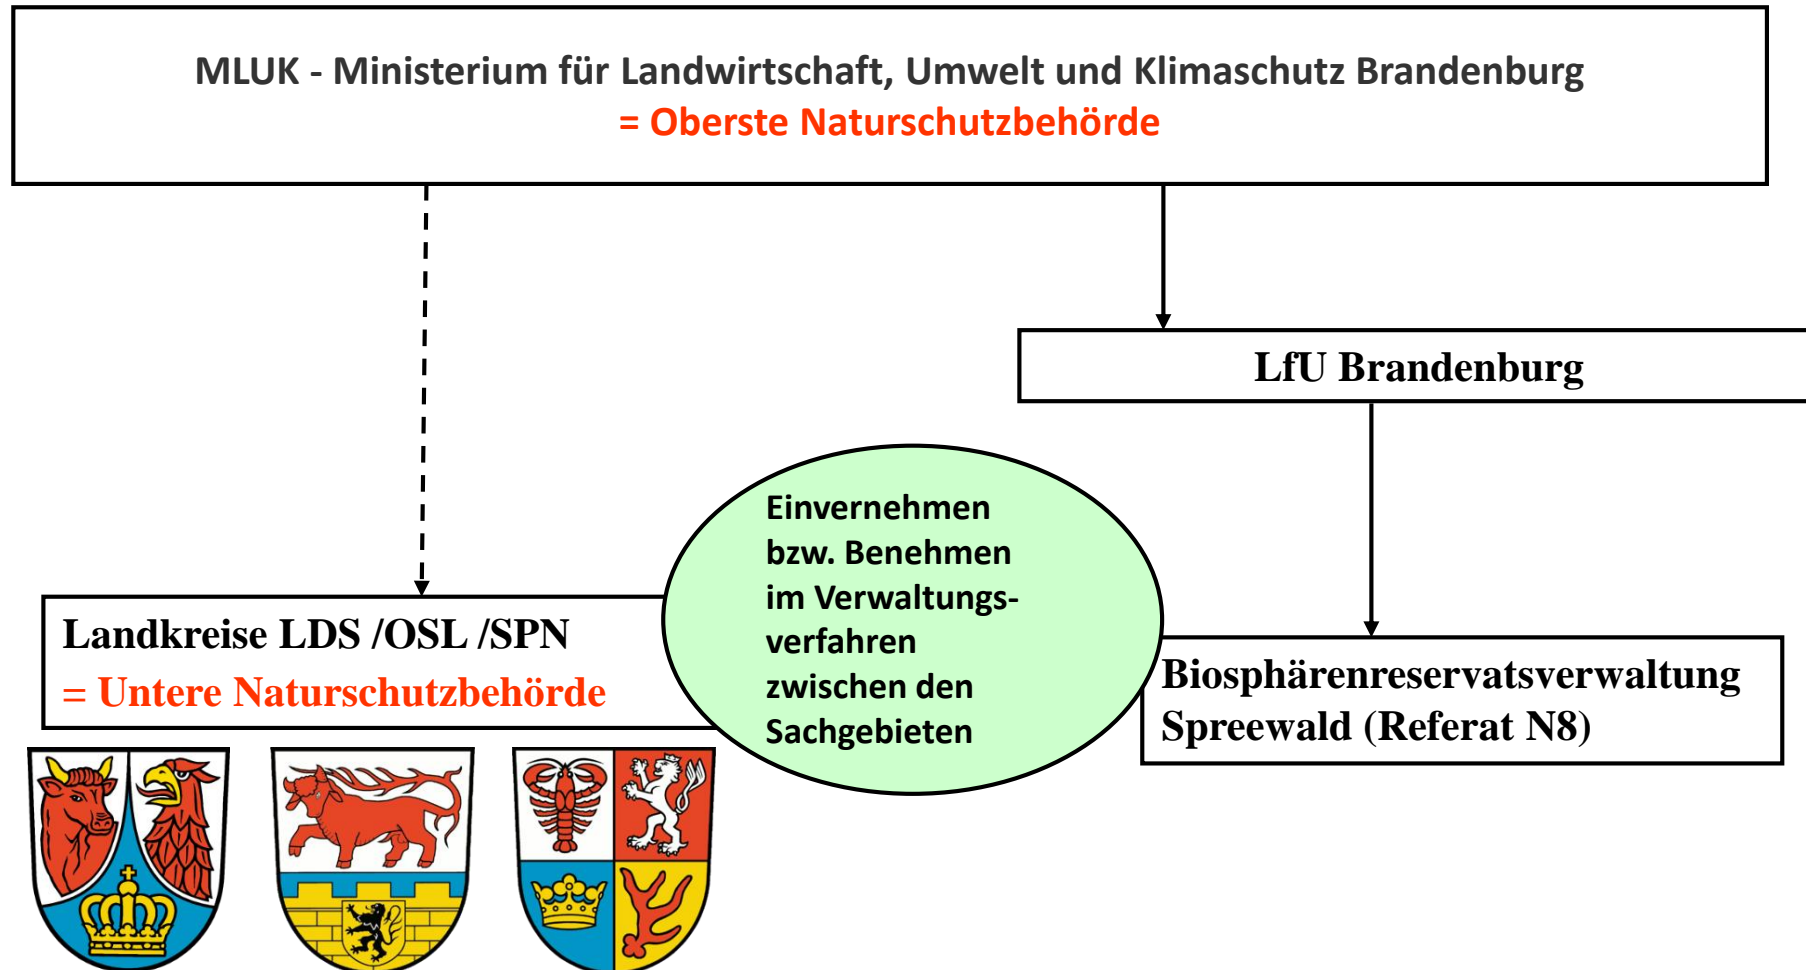 MLUK - Ministerium für Landwirtschaft, Umwelt und Klimaschutz Brandenburg
= Oberste Naturschutzbehörde
LfU Brandenburg
Einvernehmen
bzw. Benehmen
im Verwaltungs-
verfahren
zwischen den
Sachgebieten
Landkreise LDS /OSL /SPN
= Untere Naturschutzbehörde
Biosphärenreservatsverwaltung
Spreewald (Referat N8)